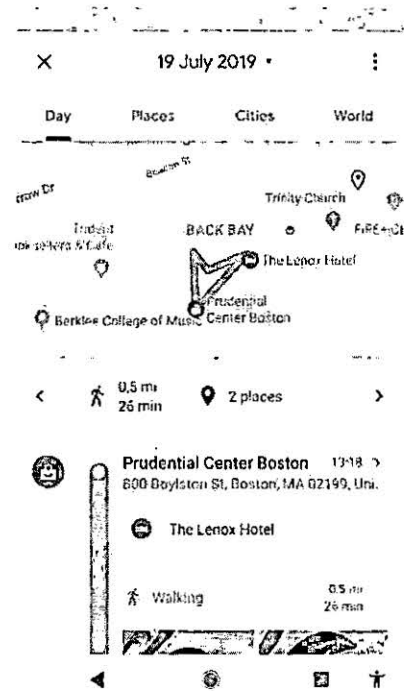 19 July 2019
Day Places Cities World
Trinity Church
BACK BAY
The Lenox Hotel
Prudential
Berklee College of Music Center Boston
0,5 mi
26 min
2 places
Prudential Center Boston 13:18
800 Boylston St, Boston, MA 02199, Uni.
The Lenox Hotel
Walking
0.5 mi
26 min